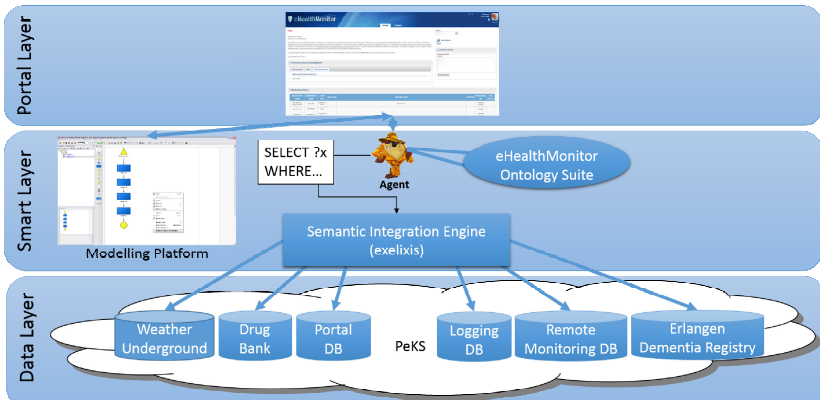 Portal Layer
eHealthMonitor
Smart Layer
SELECT ?x
WHERE...
Agent
eHealthMonitor
Ontology Suite
Modelling Platform
Semantic Integration Engine
(exelixis)
Data Layer
Weather
Underground
Drug
Bank
Portal
DB
PeKS
Logging
DB
Remote
Monitoring DB
Erlangen
Dementia Registry